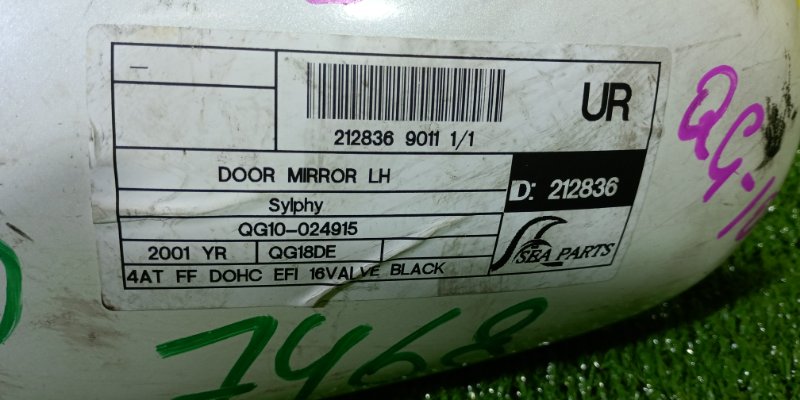 —
UR
212836 9011 1/1
DOOR MIRROR LH
D: 212836
Sylphy
QG10-024915
2001 YR QG18DE
SEA PARTS
4AT FF DOHC EFI 16VALVE BLACK
QG-10
7468